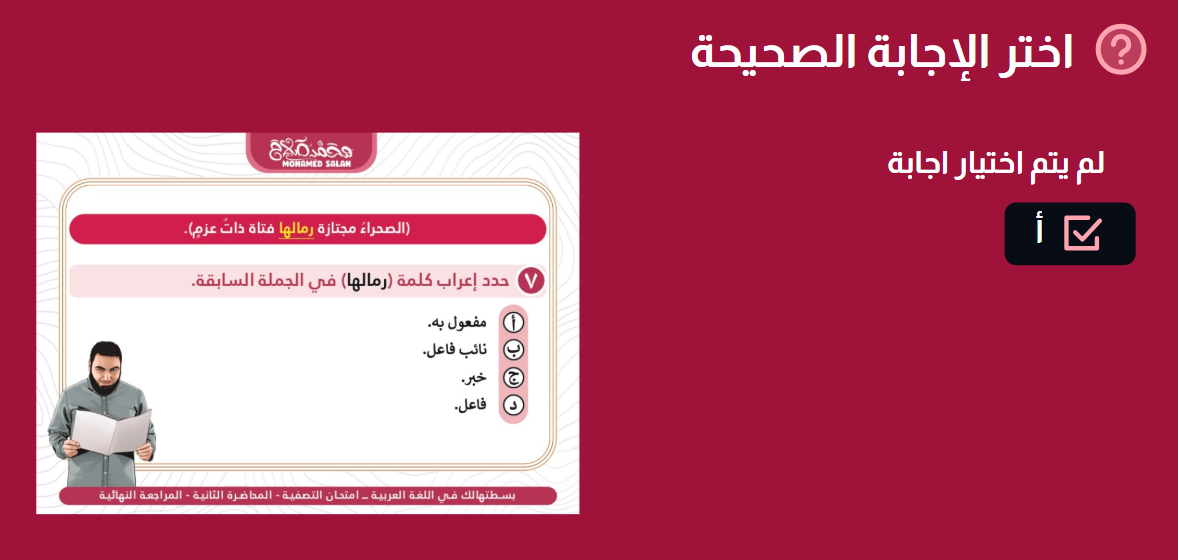 اختر الإجابة الصحيحة
لم يتم اختيار اجابة
أ
محمد صلاح
MOHAMED SALAH
(الصحراءُ مجتازة رمالها فتاة ذاتُ عزمٍ).
٧ حدد إعراب كلمة (رمالها) في الجملة السابقة.
أ مفعول به.
ب نائب فاعل.
ج خبر.
د فاعل.
بسطتهالك في اللغة العربية – امتحان التصفية - المحاضرة الثانية - المراجعة النهائية